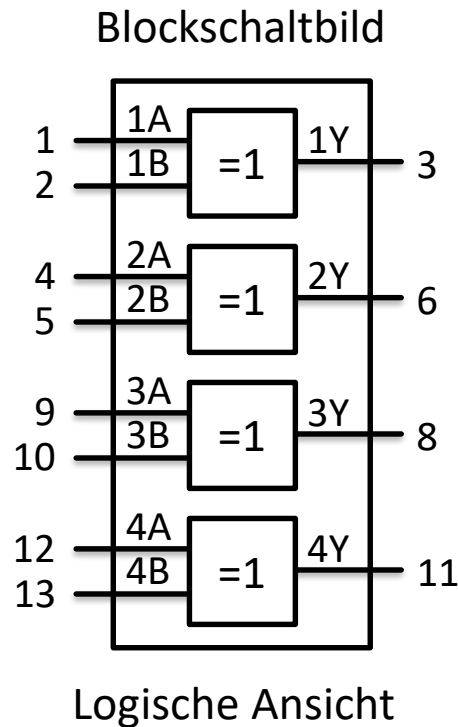 Blockschaltbild
1 1A =1 1Y 3
2 1B
4 2A =1 2Y 6
5 2B
9 3A =1 3Y 8
10 3B
12 4A =1 4Y 11
13 4B
Logische Ansicht